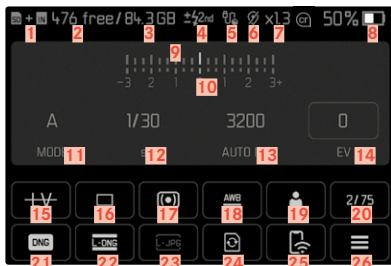 SD + IN 476 free/84.3GB ±⚡2nd x1.3 50%
1 2 3 4 5 6 7 8
9
-3 2 1 1 2 3+
10
A 1/30 3200 0
MODE AUTO EV
11 12 13 14
AWB 2/75
15 16 17 18 19 20
DNG L-DNG L-JPG
21 22 23 24 25 26